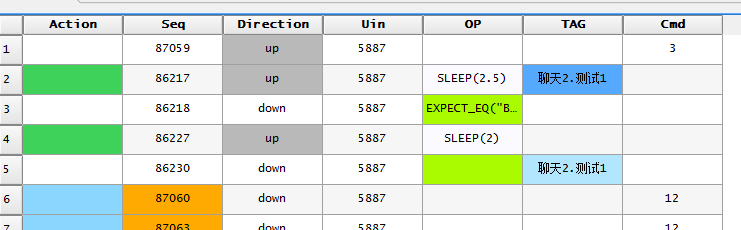 Action Seq Direction Uin OP TAG Cmd
1 87059 up 5887 3
2 86217 up 5887 SLEEP(2.5) 聊天2.测试1
3 86218 down 5887 EXPECT_EQ("B…
4 86227 up 5887 SLEEP(2)
5 86230 down 5887 聊天2.测试1
6 87060 down 5887 12
7 87063 down 5887 12